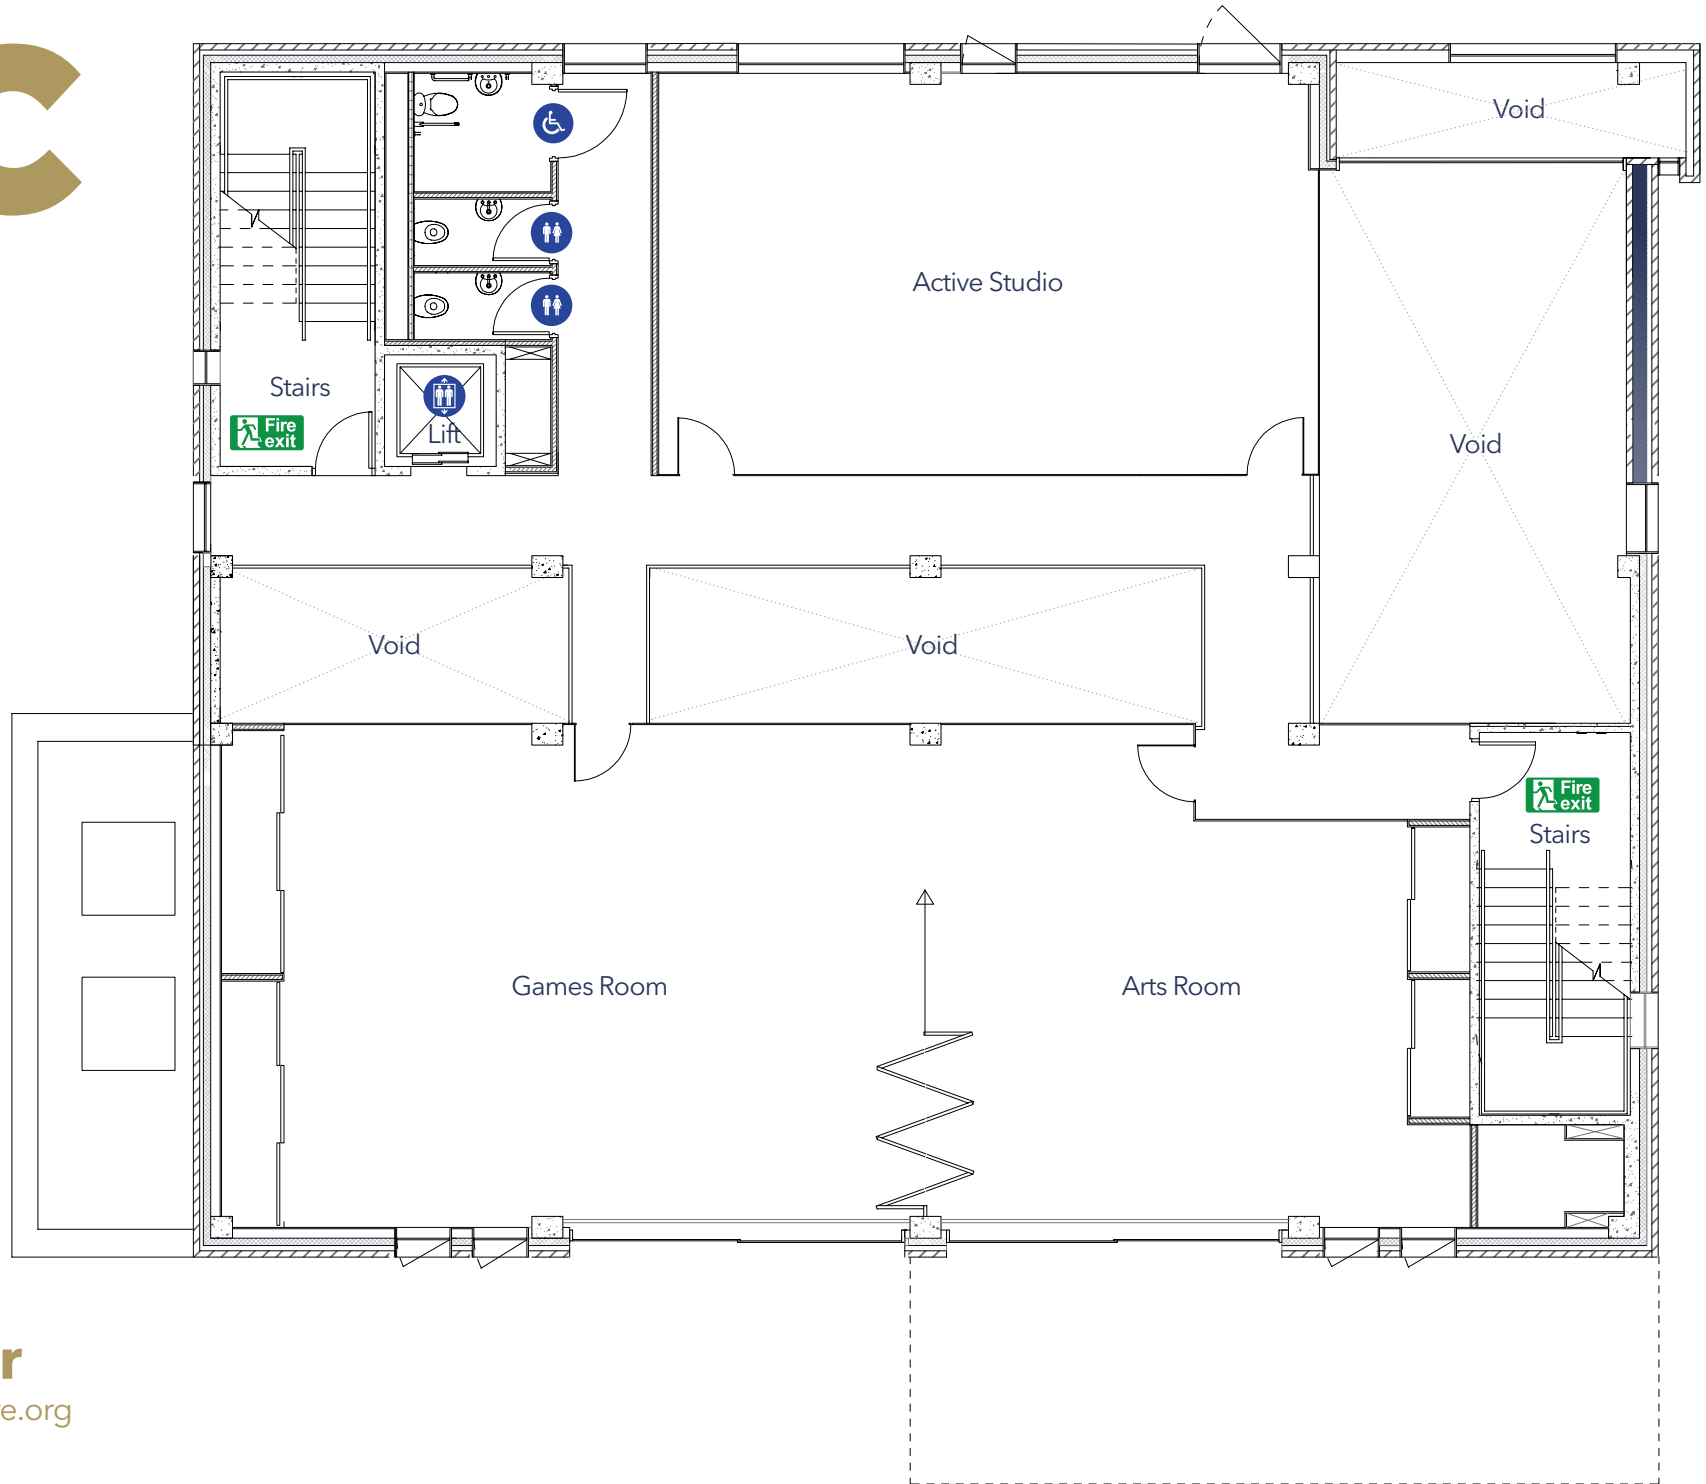 C
Void
Active Studio
Stairs
Fire
exit
Lift
Void
Void
Void
Fire
exit
Stairs
Games Room
Arts Room
r
e.org